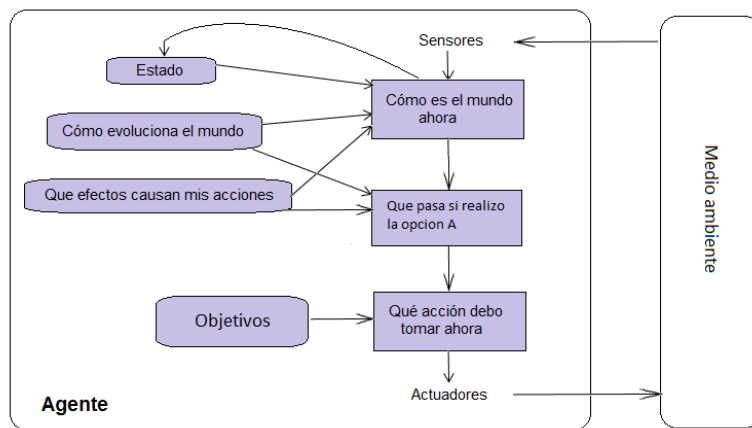 Sensores
Estado
Cómo es el mundo
ahora
Cómo evoluciona el mundo
Que efectos causan mis acciones
Que pasa si realizo
la opcion A
Objetivos
Qué acción debo
tomar ahora
Actuadores
Agente
Medio ambiente